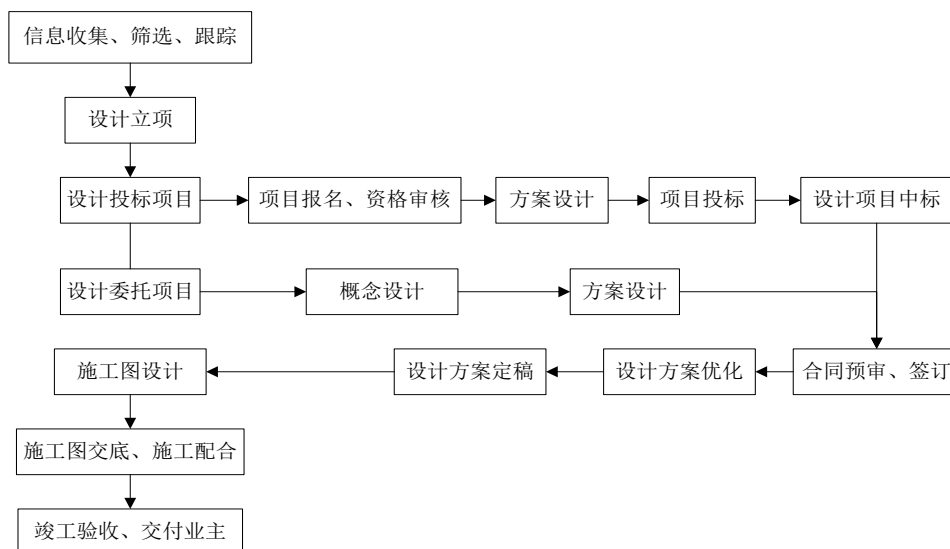 信息收集、筛选、跟踪
设计立项
设计投标项目
项目报名、资格审核
方案设计
项目投标
设计项目中标
设计委托项目
概念设计
方案设计
施工图设计
设计方案定稿
设计方案优化
合同预审、签订
施工图交底、施工配合
竣工验收、交付业主